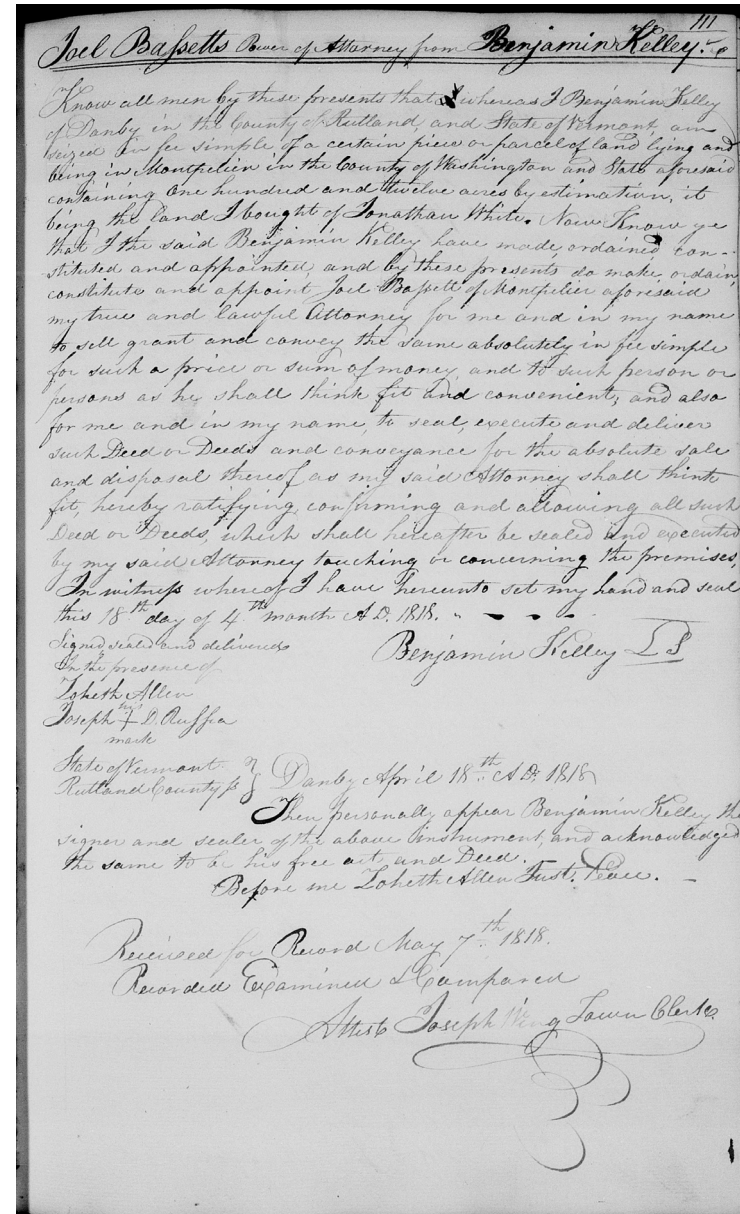 111
Joel Bassetts Power of Attorney from Benjamin Kelley.
Know all men by these presents that whereas I Benjamin Kelly
of Danby in the County of Rutland, and State of Vermont, am
seized in fee simple of a certain piece or parcel of land lying and
being in Montpelier in the County of Washington and State aforesaid
containing One hundred and twelve acres by estimation, it
being the land I bought of Jonathan White. Now Know ye
that I the said Benjamin Kelly have made, ordained, con-
stituted and appointed, and by these presents do make, ordain,
constitute and appoint Joel Bassett of Montpelier aforesaid
my true and lawful Attorney for me and in my name
to sell grant and convey the same absolutely in fee simple
for such a price or sum of money, and to such person or
persons as he shall think fit and convenient; and also
for me and in my name, to seal, execute and deliver
such Deed or Deeds and conveyance for the absolute sale
and disposal thereof as my said Attorney shall think
fit, hereby ratifying, confirming and allowing all such
Deed or Deeds, which shall hereafter be sealed and executed
by my said Attorney touching or concerning the premises,
In witness whereof I have hereunto set my hand and seal
this 18th day of 4th month A.D. 1818.
Signed, sealed and delivered
In the presence of
Benjamin Kelley L S
Allen
Joseph his + D. Russia
mark
State of Vermont
Rutland County ss } Danby April 18th A.D. 1818
Then personally appear Benjamin Kelley the
signer and sealer of the above instrument, and acknowledged
the same to be his free act and Deed.
Before me Allen Just. Peace.
Received for Record May 7th 1818.
Recorded Examined & Compared
Attest Joseph Wing Town Clerk